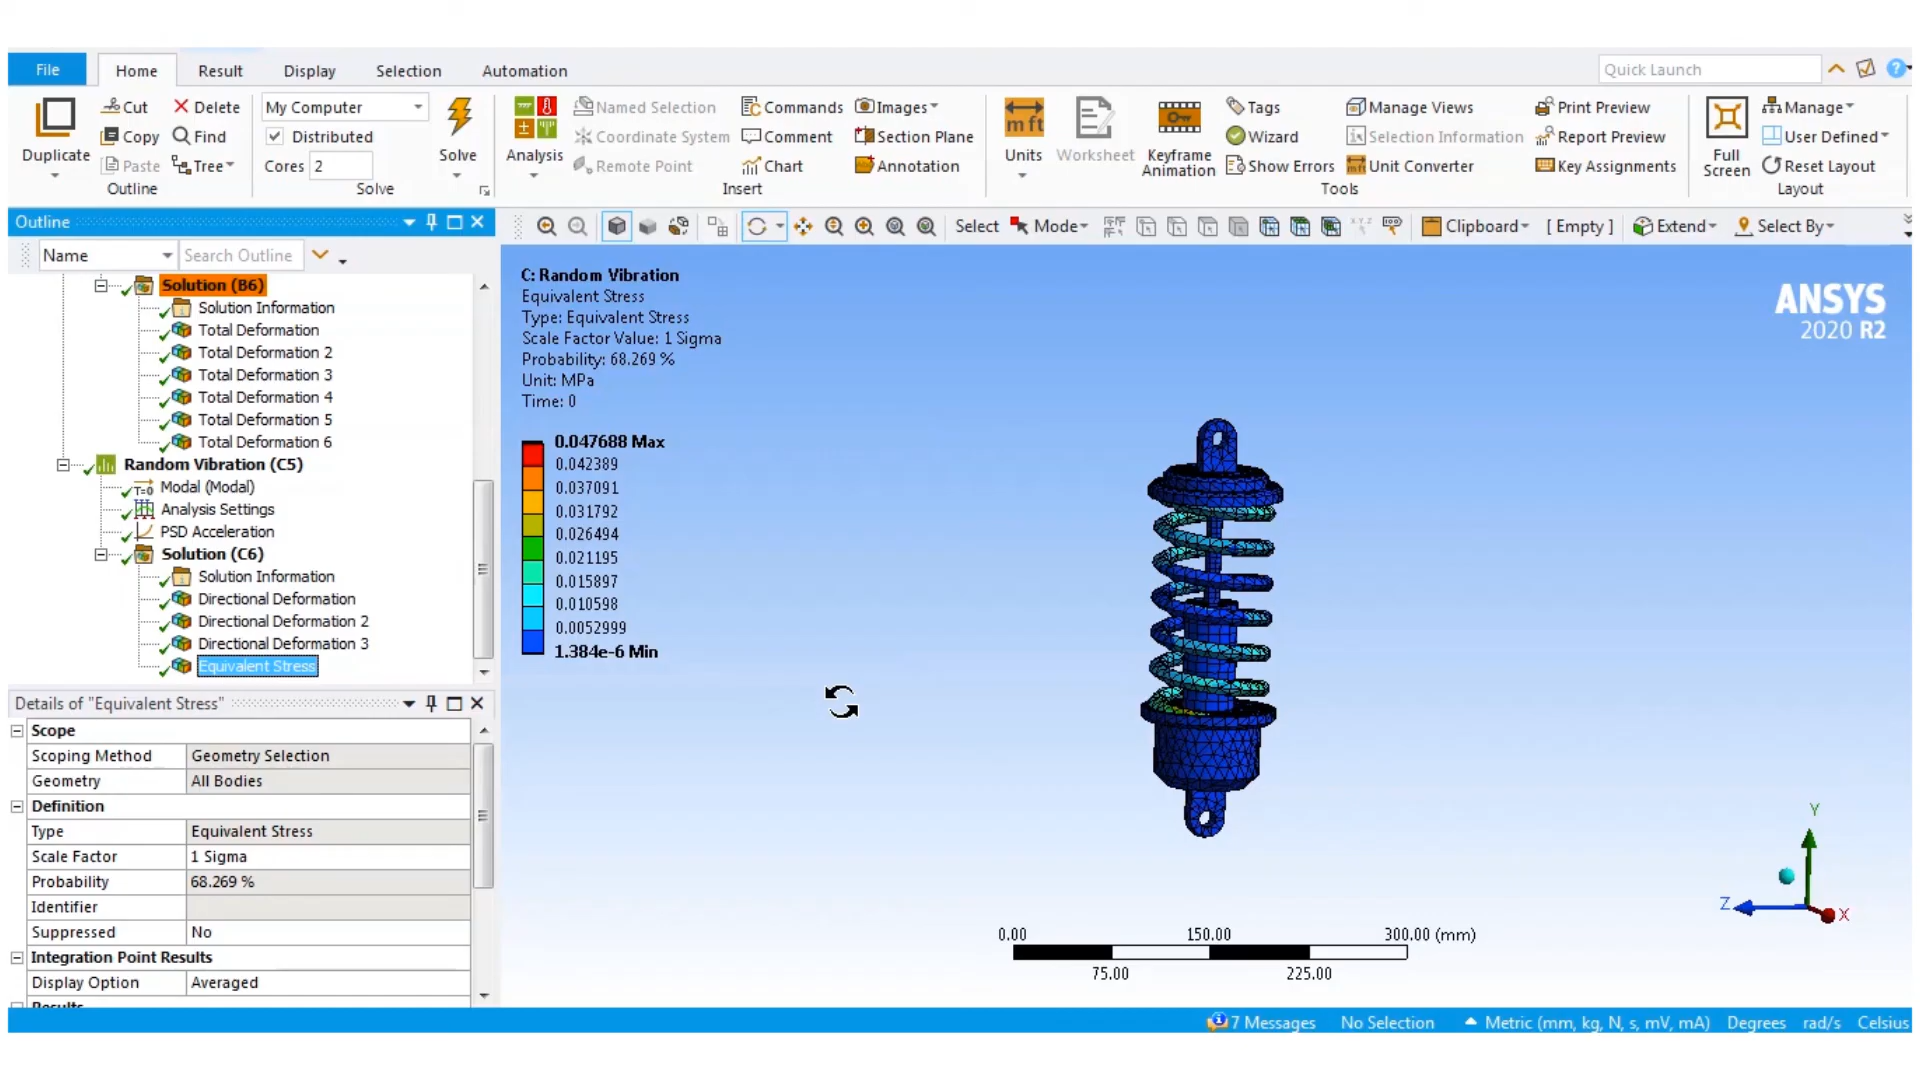 File Home Result Display Selection Automation Quick Launch
Duplicate Cut Delete My Computer Solve Analysis Named Selection Commands Images Units Worksheet Keyframe Animation Tags Manage Views Print Preview Full Screen Manage
Copy Find Distributed Coordinate System Comment Section Plane Wizard Selection Information Report Preview User Defined
Paste Tree Cores 2 Remote Point Chart Annotation Show Errors Unit Converter Key Assignments Reset Layout
Outline Solve Insert Tools Layout
Outline
Select Mode Clipboard [ Empty ] Extend Select By
Name Search Outline
Solution (B6)
Solution Information
Total Deformation
Total Deformation 2
Total Deformation 3
Total Deformation 4
Total Deformation 5
Total Deformation 6
Random Vibration (C5)
T=0 Modal (Modal)
Analysis Settings
PSD Acceleration
Solution (C6)
Solution Information
Directional Deformation
Directional Deformation 2
Directional Deformation 3
Equivalent Stress
Details of "Equivalent Stress"
Scope
Scoping Method Geometry Selection
Geometry All Bodies
Definition
Type Equivalent Stress
Scale Factor 1 Sigma
Probability 68.269 %
Identifier
Suppressed No
Integration Point Results
Display Option Averaged
Results
C: Random Vibration
Equivalent Stress
Type: Equivalent Stress
Scale Factor Value: 1 Sigma
Probability: 68.269 %
Unit: MPa
Time: 0
0.047688 Max
0.042389
0.037091
0.031792
0.026494
0.021195
0.015897
0.010598
0.0052999
1.384e-6 Min
ANSYS
2020 R2
Y
Z X
0.00 150.00 300.00 (mm)
75.00 225.00
7 Messages No Selection Metric (mm, kg, N, s, mV, mA) Degrees rad/s Celsius